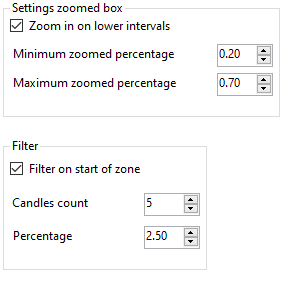 Settings zoomed box
Zoom in on lower intervals
Minimum zoomed percentage 0.20
Maximum zoomed percentage 0.70
Filter
Filter on start of zone
Candles count 5
Percentage 2.50